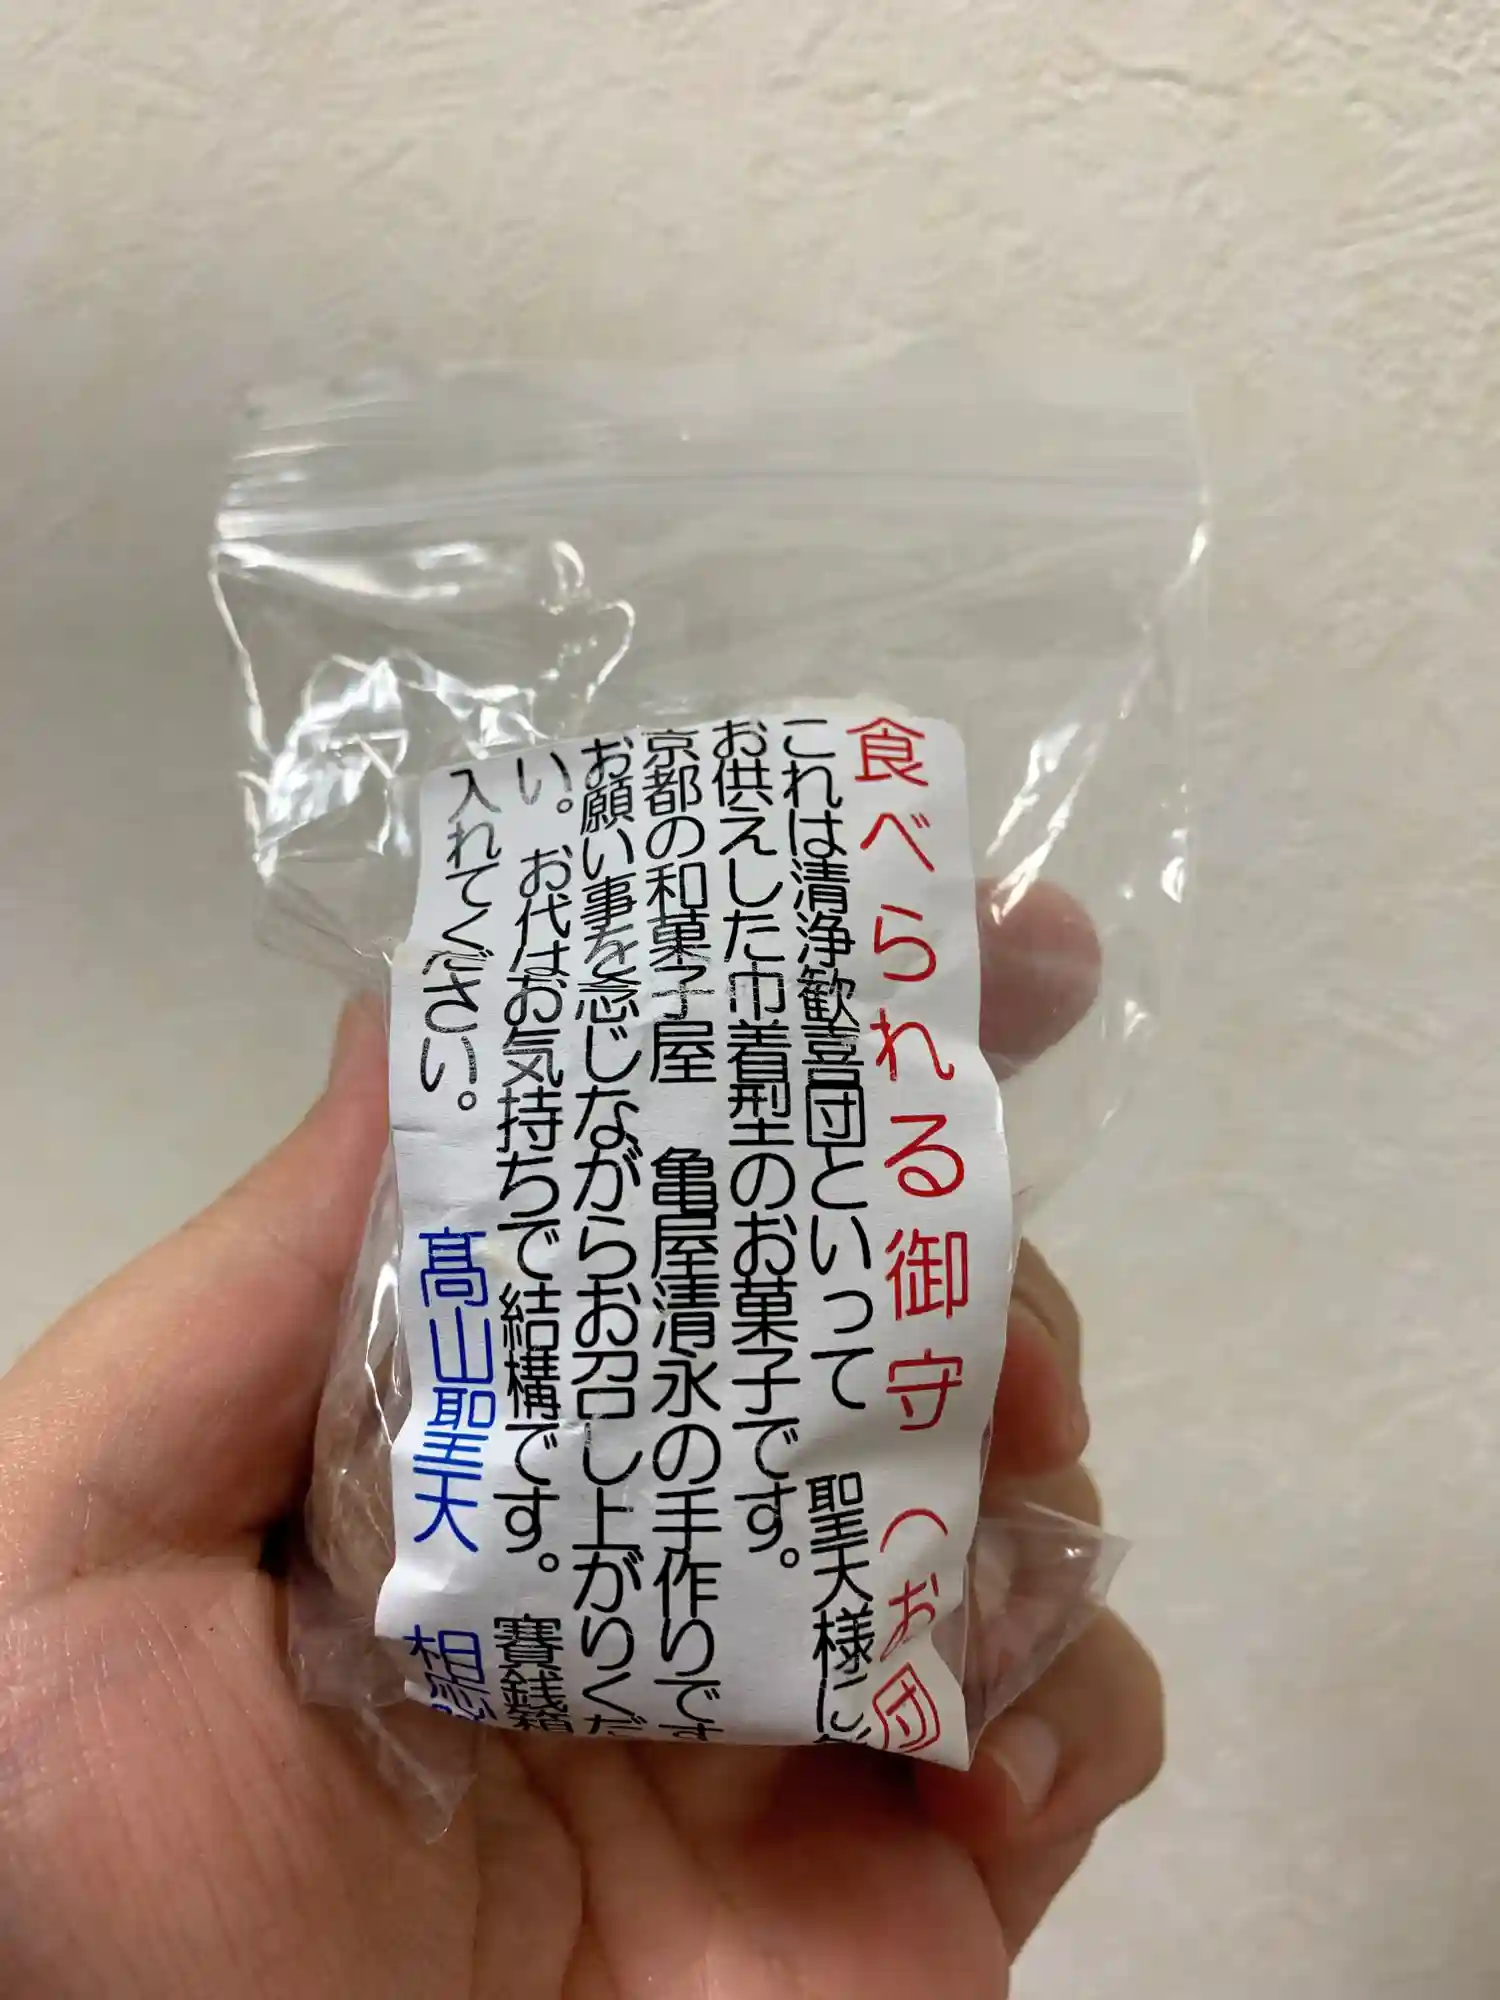 食べられる御守(お団
これは清浄歓喜団といって 聖天様に
お供えした巾着型のお菓子です。
京都の和菓子屋 亀屋清永の手作りです
お願い事を念じながらお召し上がりくだ
い。お代はお気持ちで結構です。賽銭箱
入れてください。
髙山聖天 相